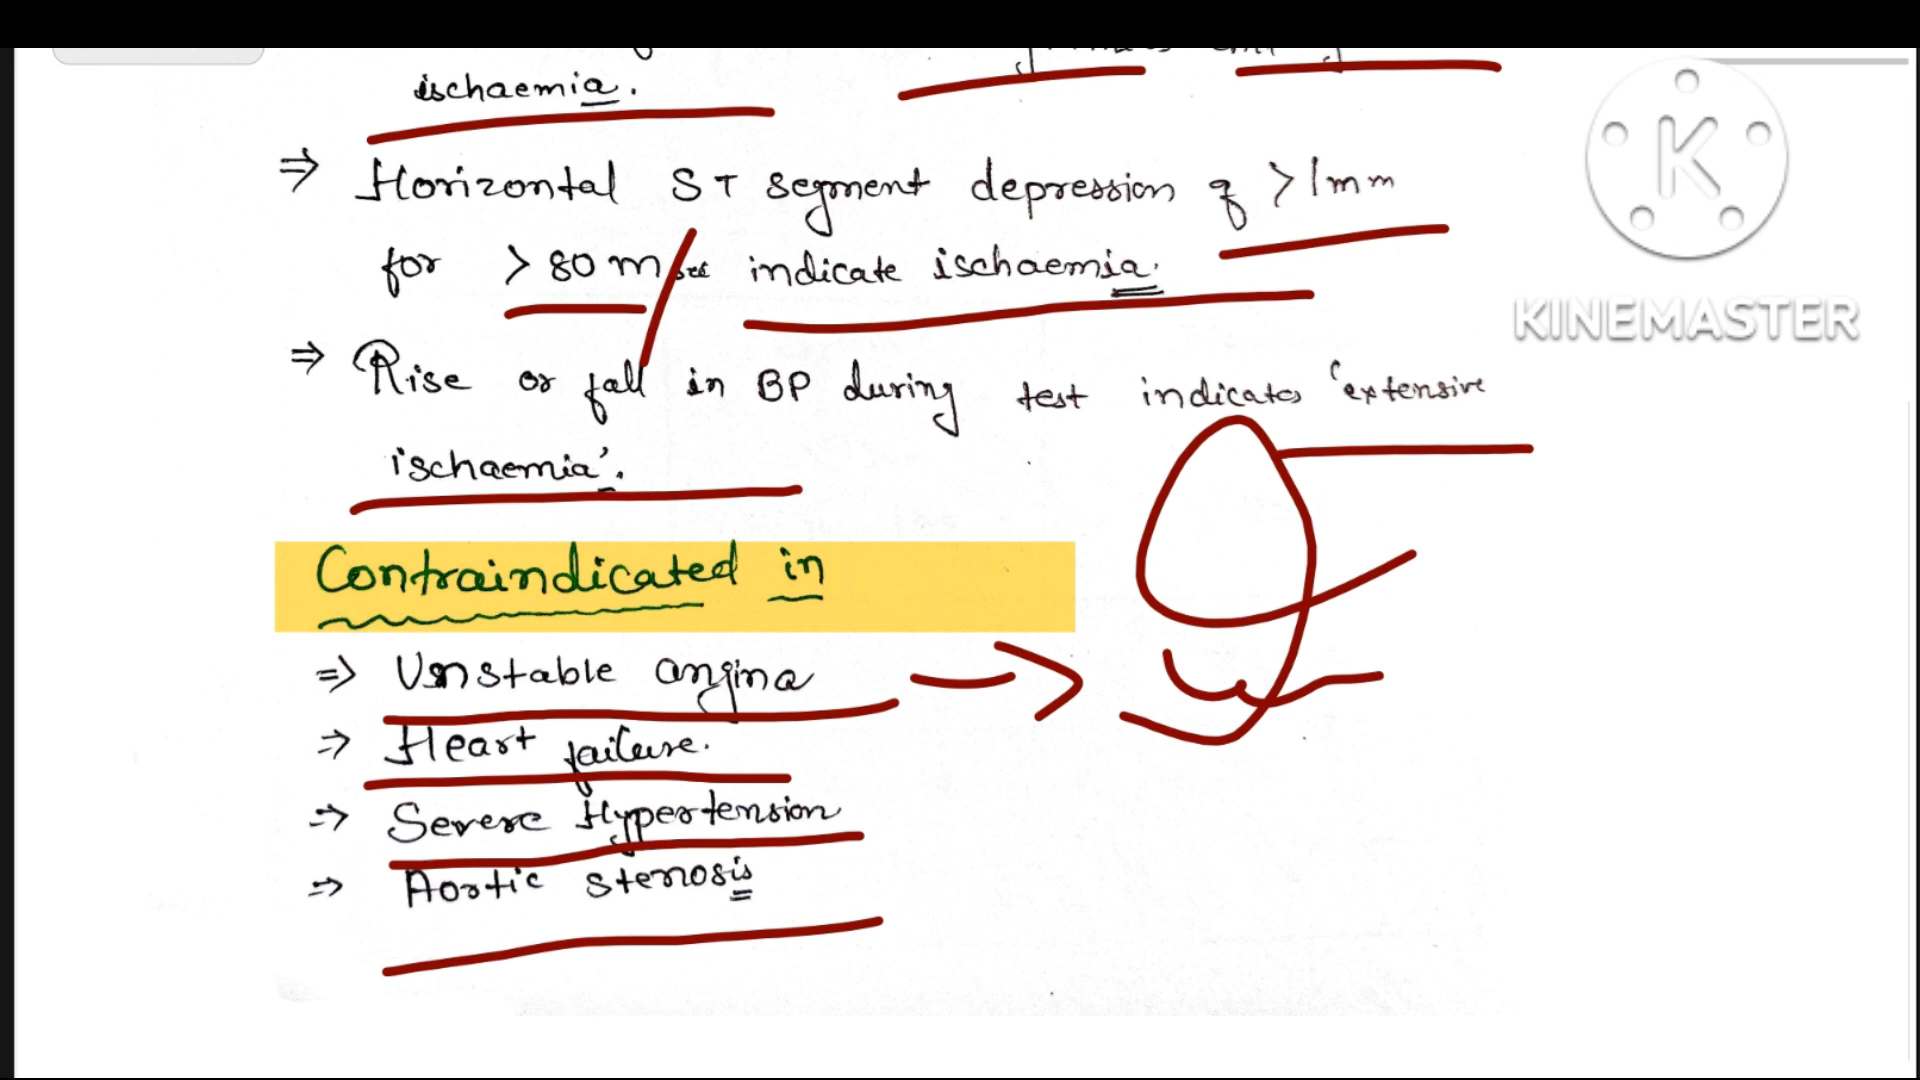 ischaemia.
⇒ Horizontal ST segment depression of >1mm
for >80 msec indicate ischaemia.
⇒ Rise or fall in BP during test indicates 'extensive
ischaemia'.
Contraindicated in
⇒ Unstable angina
⇒ Heart failure.
⇒ Severe Hypertension
⇒ Aortic stenosis
K
KINEMASTER